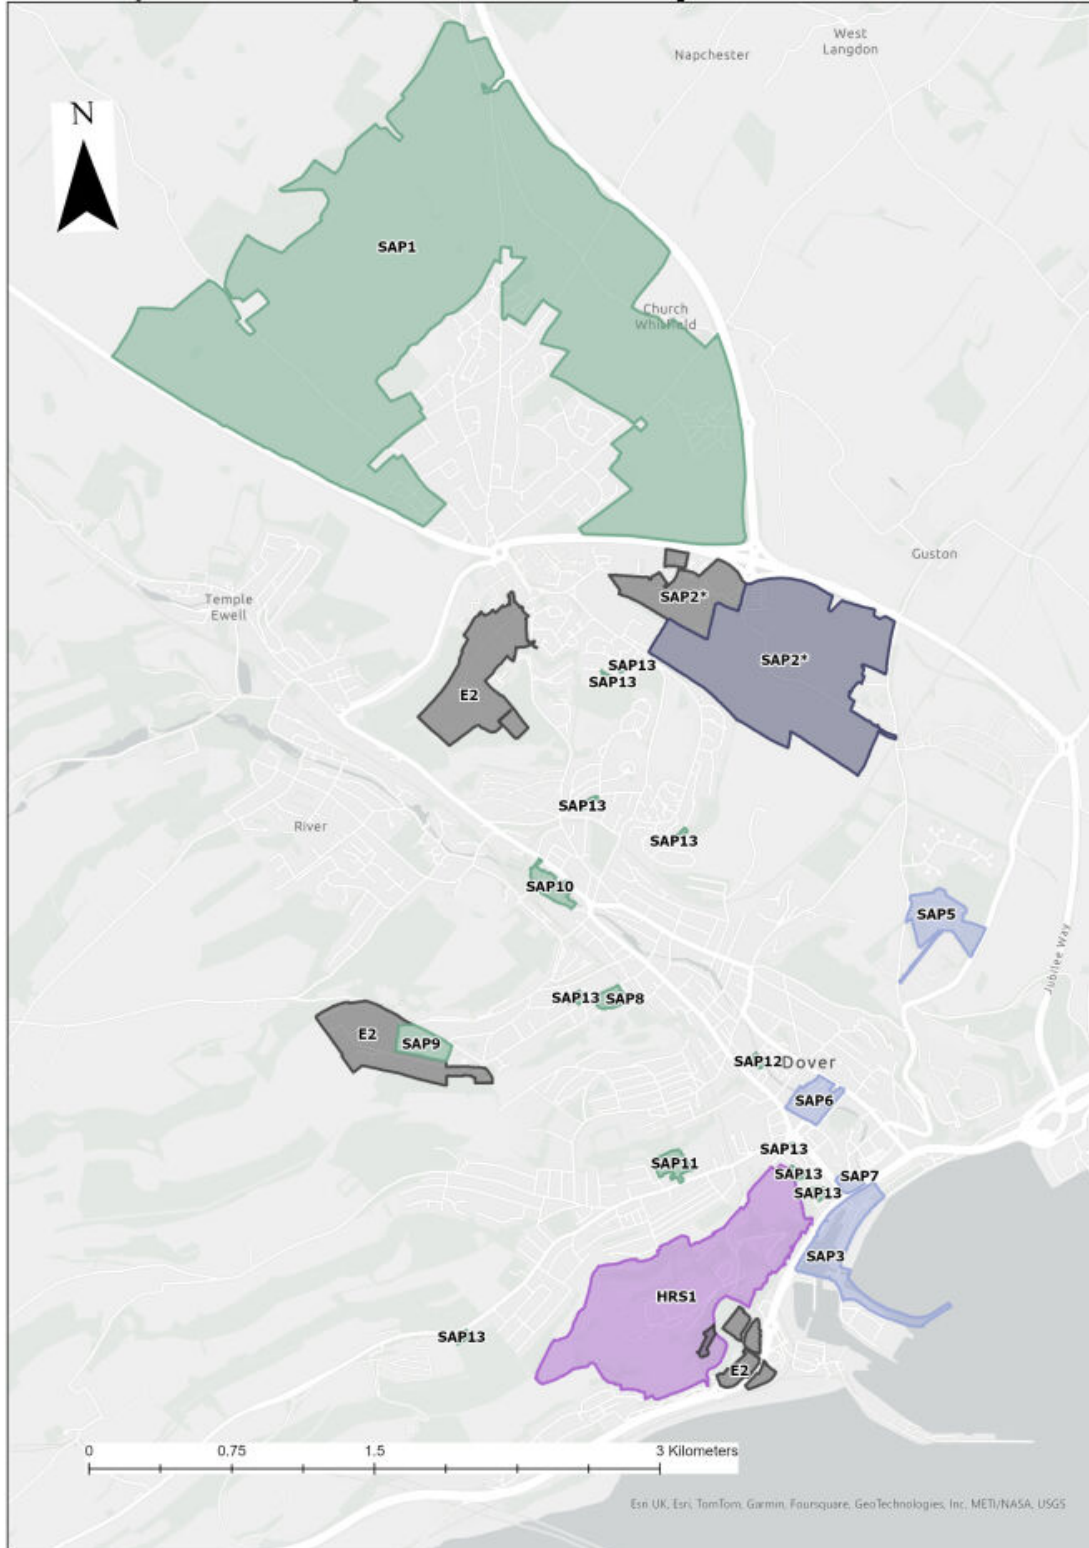 West
Langdon
Napchester
N
SAP1
Church
Whitfield
Guston
SAP2*
Temple
Ewell
SAP2*
SAP13
SAP13
E2
SAP13
River
SAP13
SAP10
SAP5
Jubilee Way
SAP13
SAP8
E2
SAP9
SAP12
Dover
SAP6
SAP13
SAP11
SAP13
SAP7
SAP13
SAP3
HRS1
SAP13
E2
0 0.75 1.5 3 Kilometers
Esri UK, Esri, TomTom, Garmin, Foursquare, GeoTechnologies, Inc, METI/NASA, USGS